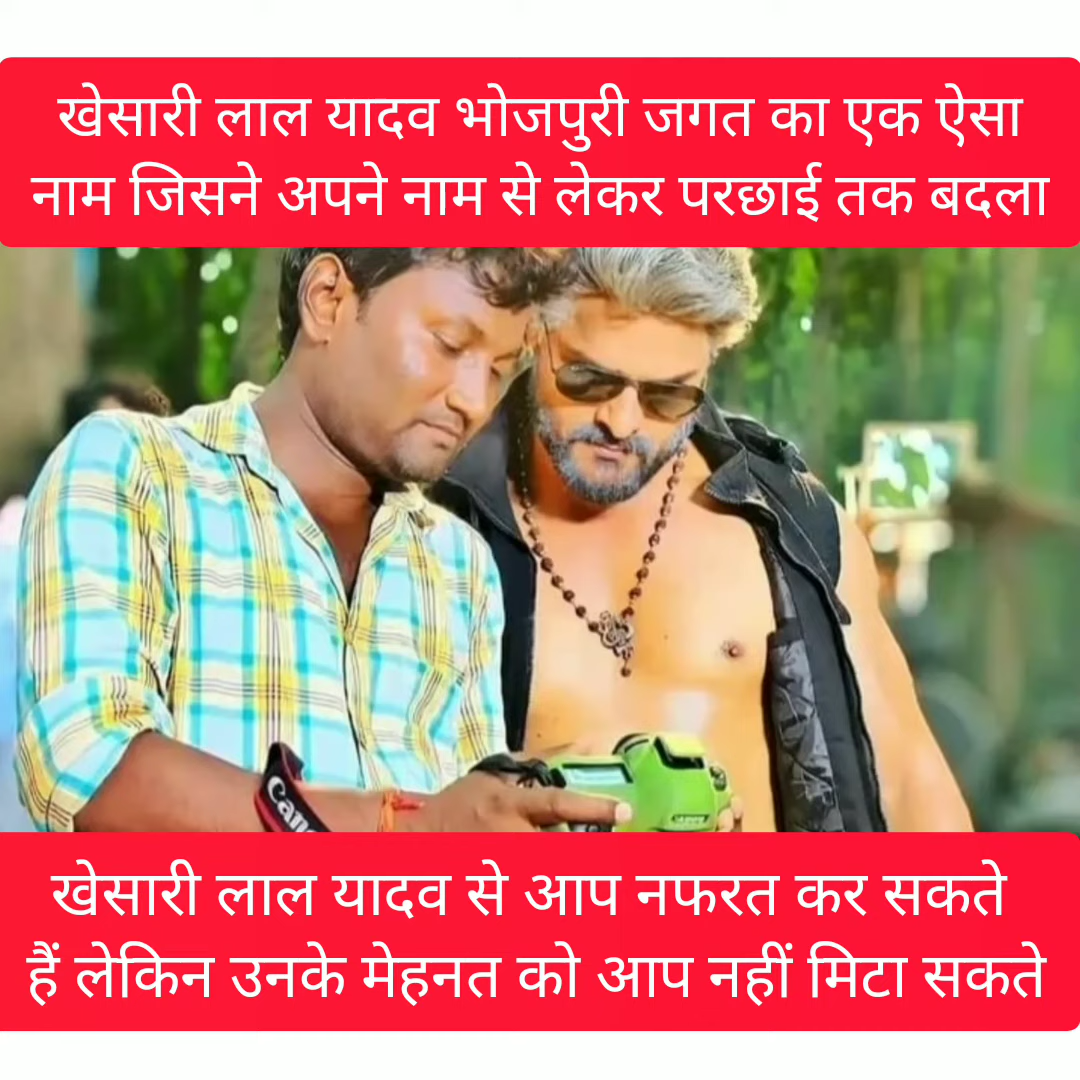 खेसारी लाल यादव भोजपुरी जगत का एक ऐसा
नाम जिसने अपने नाम से लेकर परछाई तक बदला
Can
खेसारी लाल यादव से आप नफरत कर सकते
हैं लेकिन उनके मेहनत को आप नहीं मिटा सकते